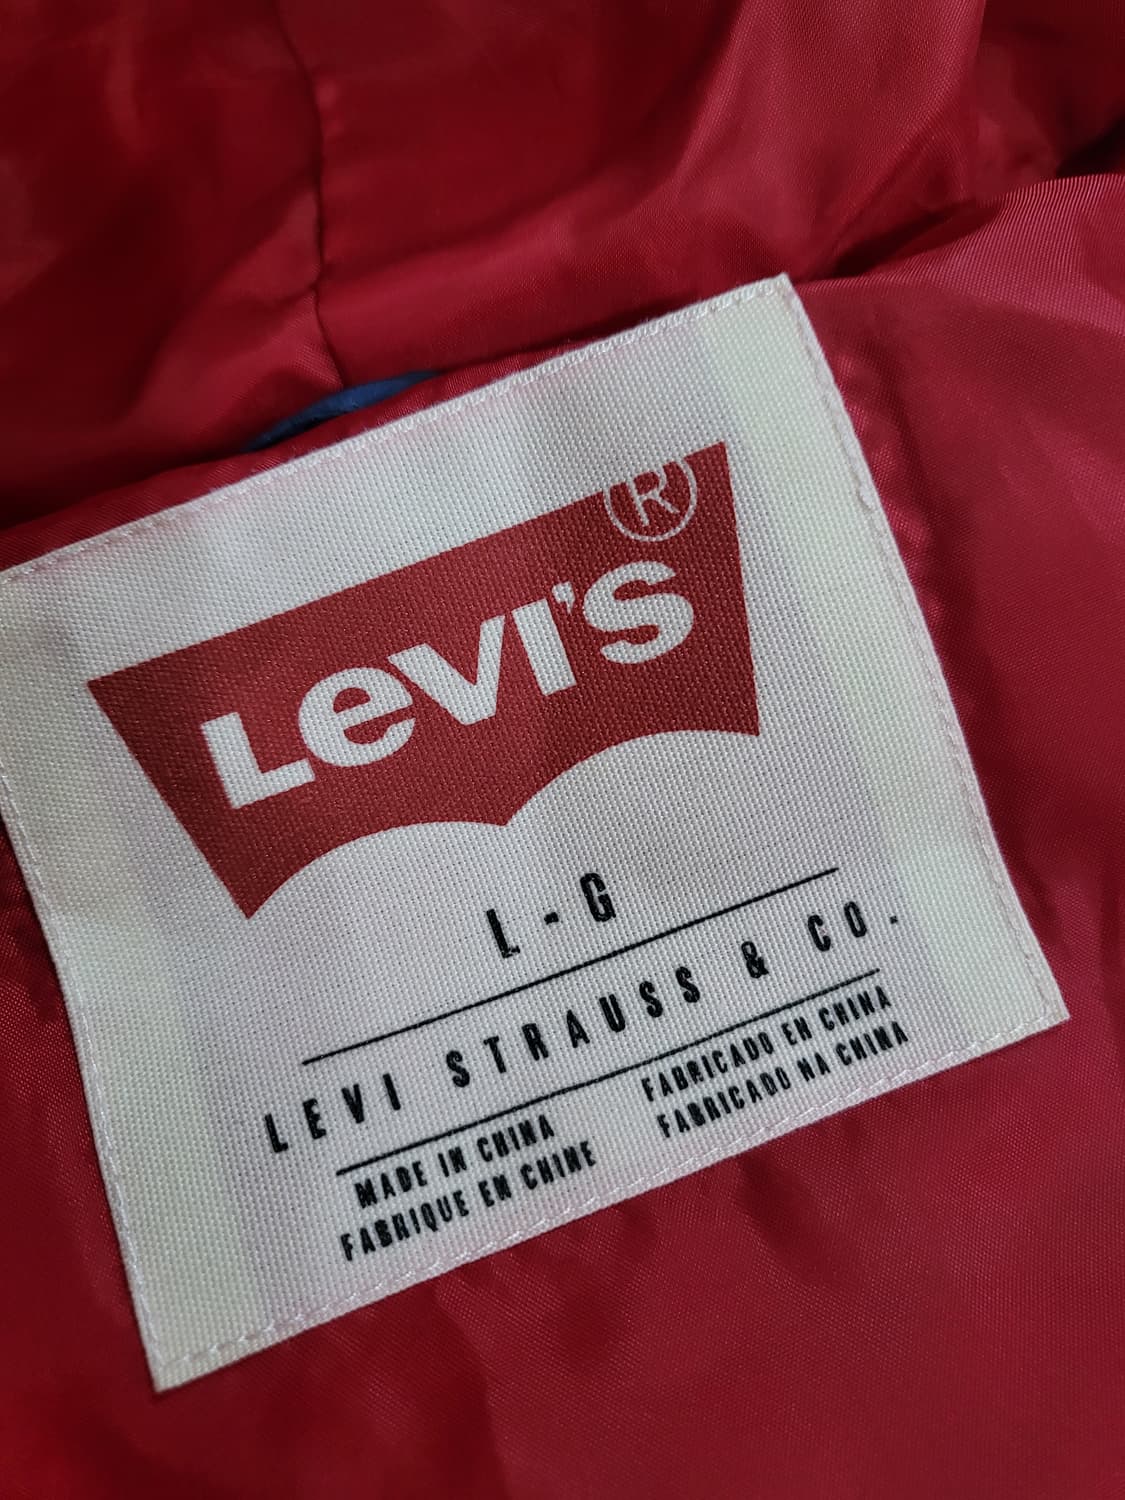 Levi's®
L - G
LEVI STRAUSS & CO.
MADE IN CHINA
FABRIQUE EN CHINE
FABRICADO EN CHINA
FABRICADO NA CHINA